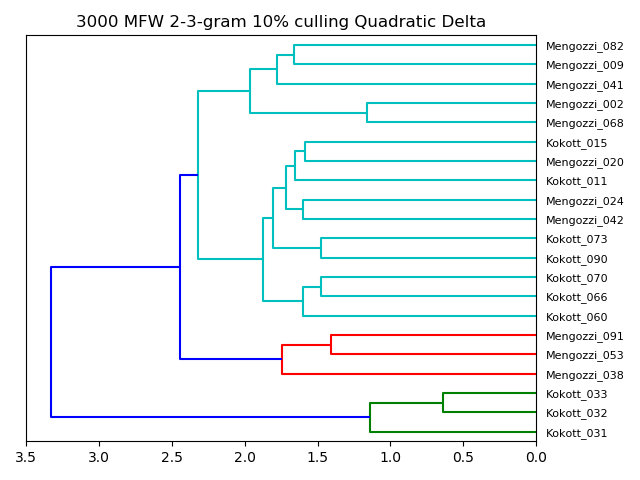 3000 MFW 2-3-gram 10% culling Quadratic Delta
Mengozzi_082
Mengozzi_009
Mengozzi_041
Mengozzi_002
Mengozzi_068
Kokott_015
Mengozzi_020
Kokott_011
Mengozzi_024
Mengozzi_042
Kokott_073
Kokott_090
Kokott_070
Kokott_066
Kokott_060
Mengozzi_091
Mengozzi_053
Mengozzi_038
Kokott_033
Kokott_032
Kokott_031
3.5 3.0 2.5 2.0 1.5 1.0 0.5 0.0